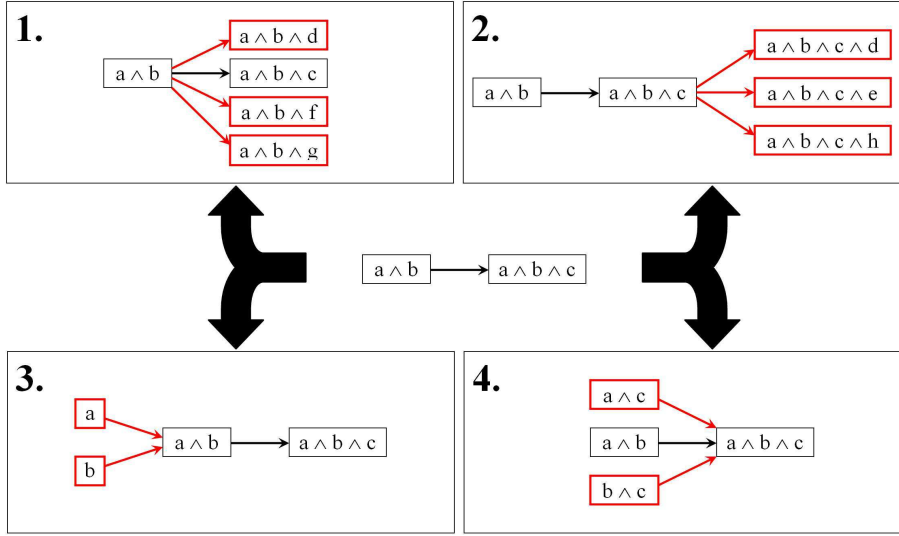 1.
a ∧ b ∧ d
a ∧ b
a ∧ b ∧ c
a ∧ b ∧ f
a ∧ b ∧ g
2.
a ∧ b ∧ c ∧ d
a ∧ b
a ∧ b ∧ c
a ∧ b ∧ c ∧ e
a ∧ b ∧ c ∧ h
a ∧ b
a ∧ b ∧ c
3.
a
a ∧ b
a ∧ b ∧ c
b
4.
a ∧ c
a ∧ b
a ∧ b ∧ c
b ∧ c